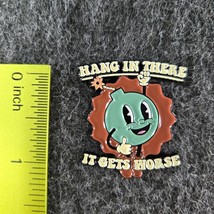 HANG IN THERE
IT GETS WORSE
0 inch
1